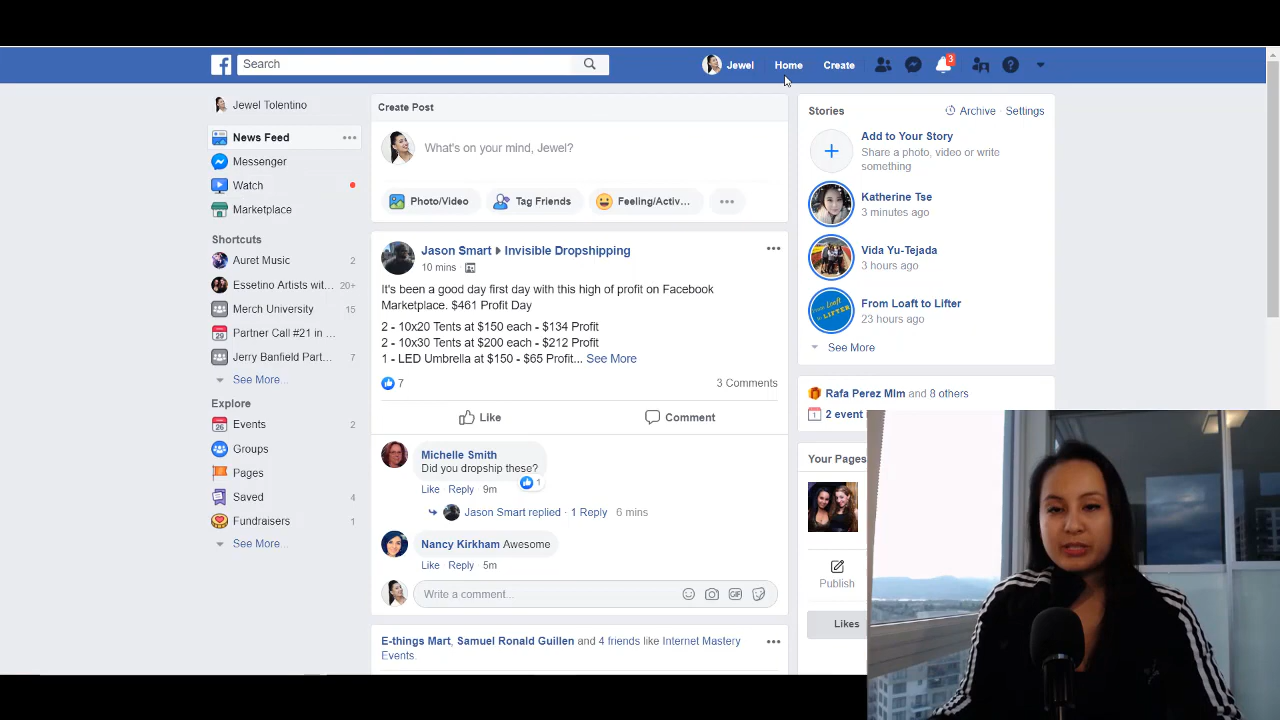 Search
Jewel
Home
Create
3
Jewel Tolentino
News Feed
Messenger
Watch
Marketplace
Shortcuts
Auret Music 2
Essetino Artists wit... 20+
Merch University 15
Partner Call #21 in ...
Jerry Banfield Part... 7
See More...
Explore
Events 2
Groups
Pages
Saved 4
Fundraisers 1
See More...
Create Post
What's on your mind, Jewel?
Photo/Video
Tag Friends
Feeling/Activ...
Jason Smart Invisible Dropshipping
10 mins
It's been a good day first day with this high of profit on Facebook
Marketplace. $461 Profit Day
2 - 10x20 Tents at $150 each - $134 Profit
2 - 10x30 Tents at $200 each - $212 Profit
1 - LED Umbrella at $150 - $65 Profit... See More
7
3 Comments
Like
Comment
Michelle Smith
Did you dropship these?
1
Like Reply 9m
Jason Smart replied · 1 Reply 6 mins
Nancy Kirkham Awesome
Like Reply 5m
Write a comment...
GIF
E-things Mart, Samuel Ronald Guillen and 4 friends like Internet Mastery
Events.
Stories
Archive · Settings
Add to Your Story
Share a photo, video or write
something
Katherine Tse
3 minutes ago
Vida Yu-Tejada
3 hours ago
From Loaft to LIFTER
From Loaft to Lifter
23 hours ago
See More
Rafa Perez Mlm and 8 others
2 event
Your Pages
Publish
Likes